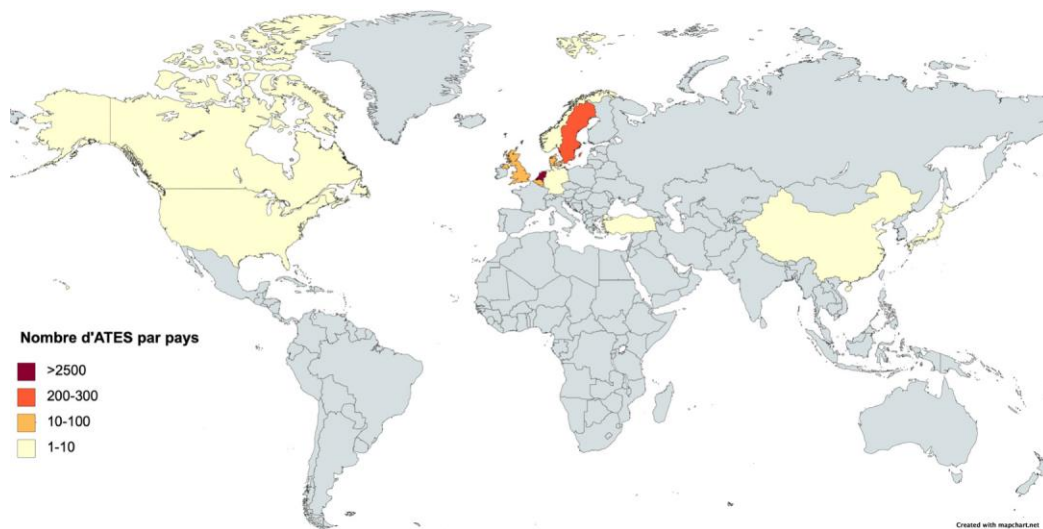 Nombre d'ATES par pays
>2500
200-300
10-100
1-10
Created with mapchart.net